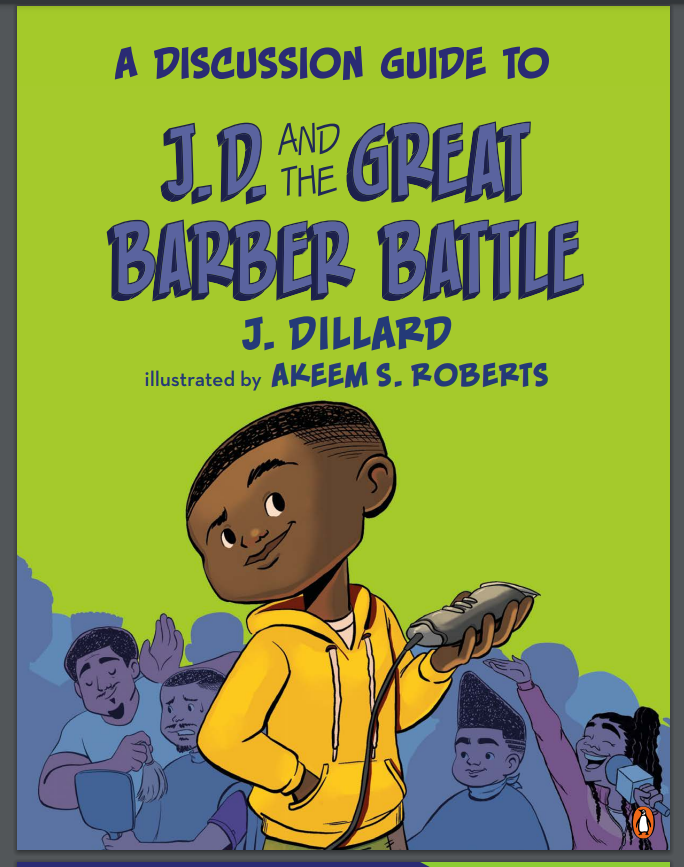 A DISCUSSION GUIDE TO
J.D. AND THE GREAT
BARBER BATTLE
J. DILLARD
illustrated by AKEEM S. ROBERTS